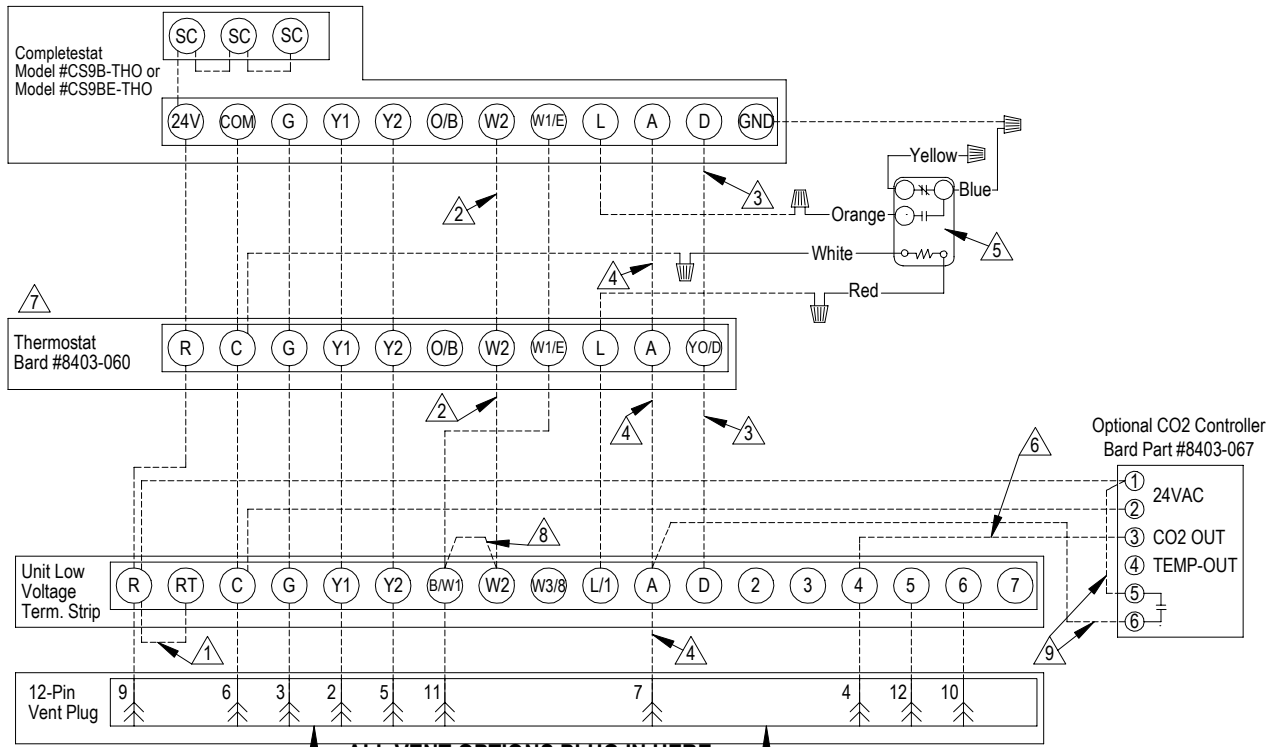 SC SC SC
Completestat
Model #CS9B-THO or
Model #CS9BE-THO
24V COM G Y1 Y2 O/B W2 W1/E L A D GND
Yellow
Blue
2
3
Orange
5
White
4
Red
7
Thermostat
Bard #8403-060
R C G Y1 Y2 O/B W2 W1/E L A YO/D
2
4
3
6
Optional CO2 Controller
Bard Part #8403-067
1
24VAC
2
3 CO2 OUT
4 TEMP-OUT
5
6
8
9
Unit Low
Voltage
Term. Strip
R RT C G Y1 Y2 B/W1 W2 W3/8 L/1 A D 2 3 4 5 6 7
1
4
12-Pin
Vent Plug
9 6 3 2 5 11 7 4 12 10
ALL VENT OPTIONS PLUG IN HERE